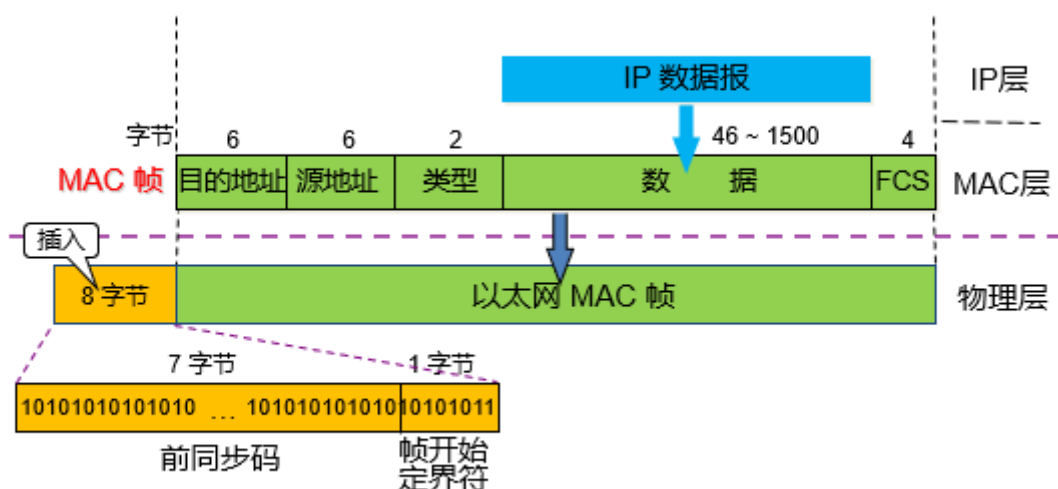 IP 数据报
IP层
字节 6 6 2 46 ~ 1500 4
MAC 帧 目的地址 源地址 类型 数 据 FCS MAC层
插入
8 字节 以太网 MAC 帧 物理层
7 字节 1 字节
10101010101010 ... 101010101010 10101011
前同步码 帧开始
定界符